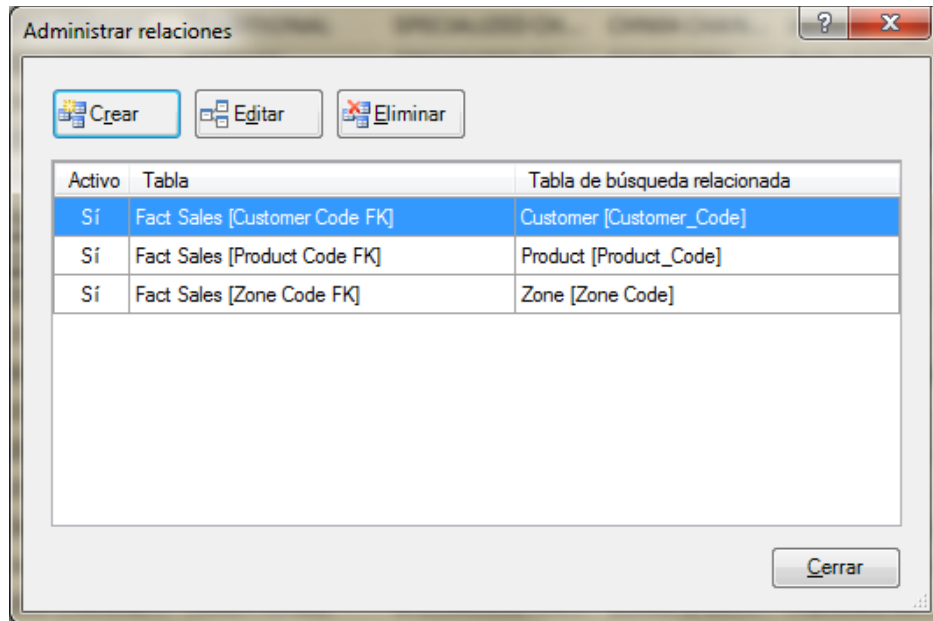 Administrar relaciones
Crear Editar Eliminar
Activo Tabla Tabla de búsqueda relacionada
Sí Fact Sales [Customer Code FK] Customer [Customer_Code]
Sí Fact Sales [Product Code FK] Product [Product_Code]
Sí Fact Sales [Zone Code FK] Zone [Zone Code]
Cerrar